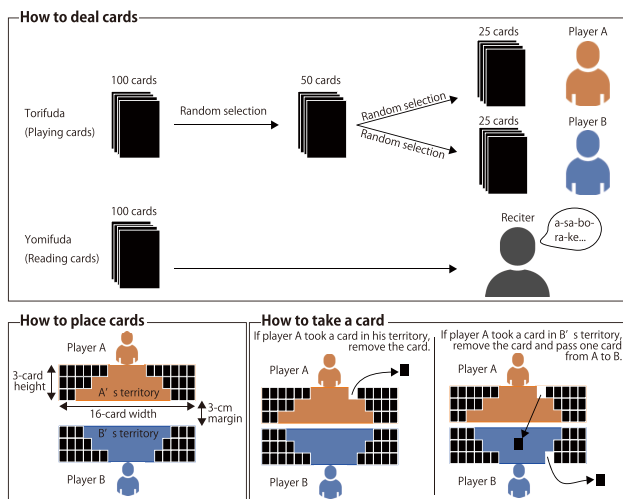 How to deal cards
25 cards
Player A
100 cards
50 cards
Random selection
Torifuda
(Playing cards)
Random selection
Random selection
25 cards
Player B
100 cards
Yomifuda
(Reading cards)
Reciter
a-sa-bo-
ra-ke...
How to place cards
Player A
3-card
height
A's territory
16-card width
3-cm
margin
B's territory
Player B
How to take a card
If player A took a card in his territory,
remove the card.
Player A
Player B
If player A took a card in B's territory,
remove the card and pass one card
from A to B.
Player A
Player B